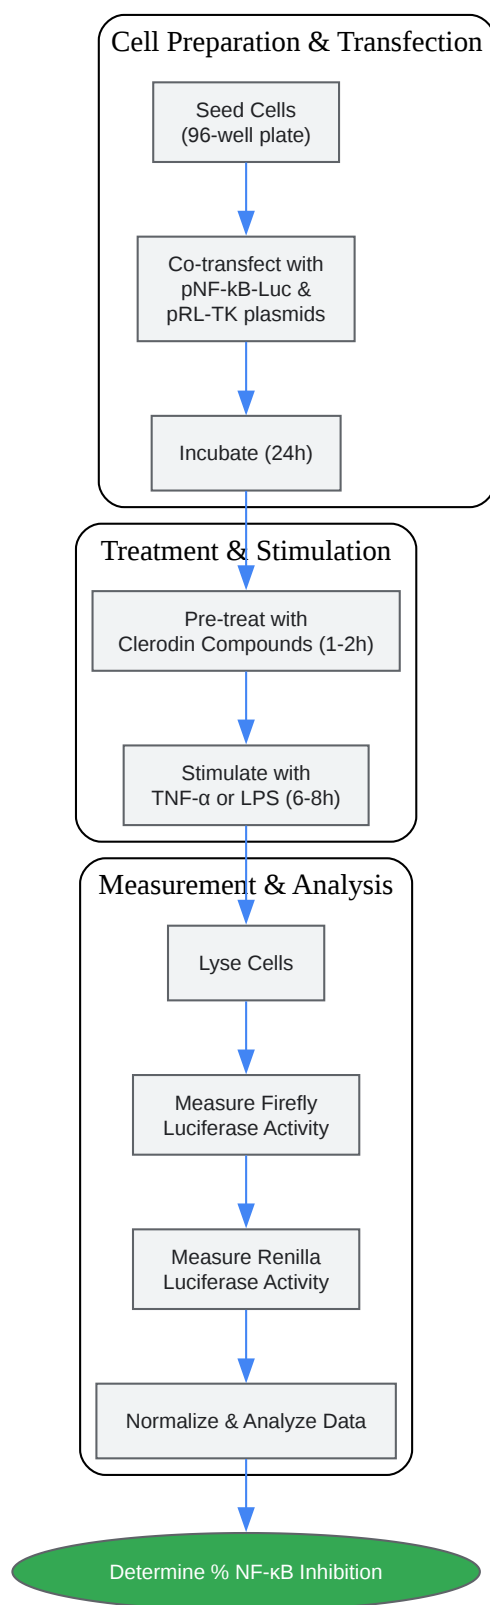 Cell Preparation & Transfection
Seed Cells
(96-well plate)
Co-transfect with
pNF-kB-Luc &
pRL-TK plasmids
Incubate (24h)
Treatment & Stimulation
Pre-treat with
Clerodin Compounds (1-2h)
Stimulate with
TNF-α or LPS (6-8h)
Measurement & Analysis
Lyse Cells
Measure Firefly
Luciferase Activity
Measure Renilla
Luciferase Activity
Normalize & Analyze Data
Determine % NF-κB Inhibition